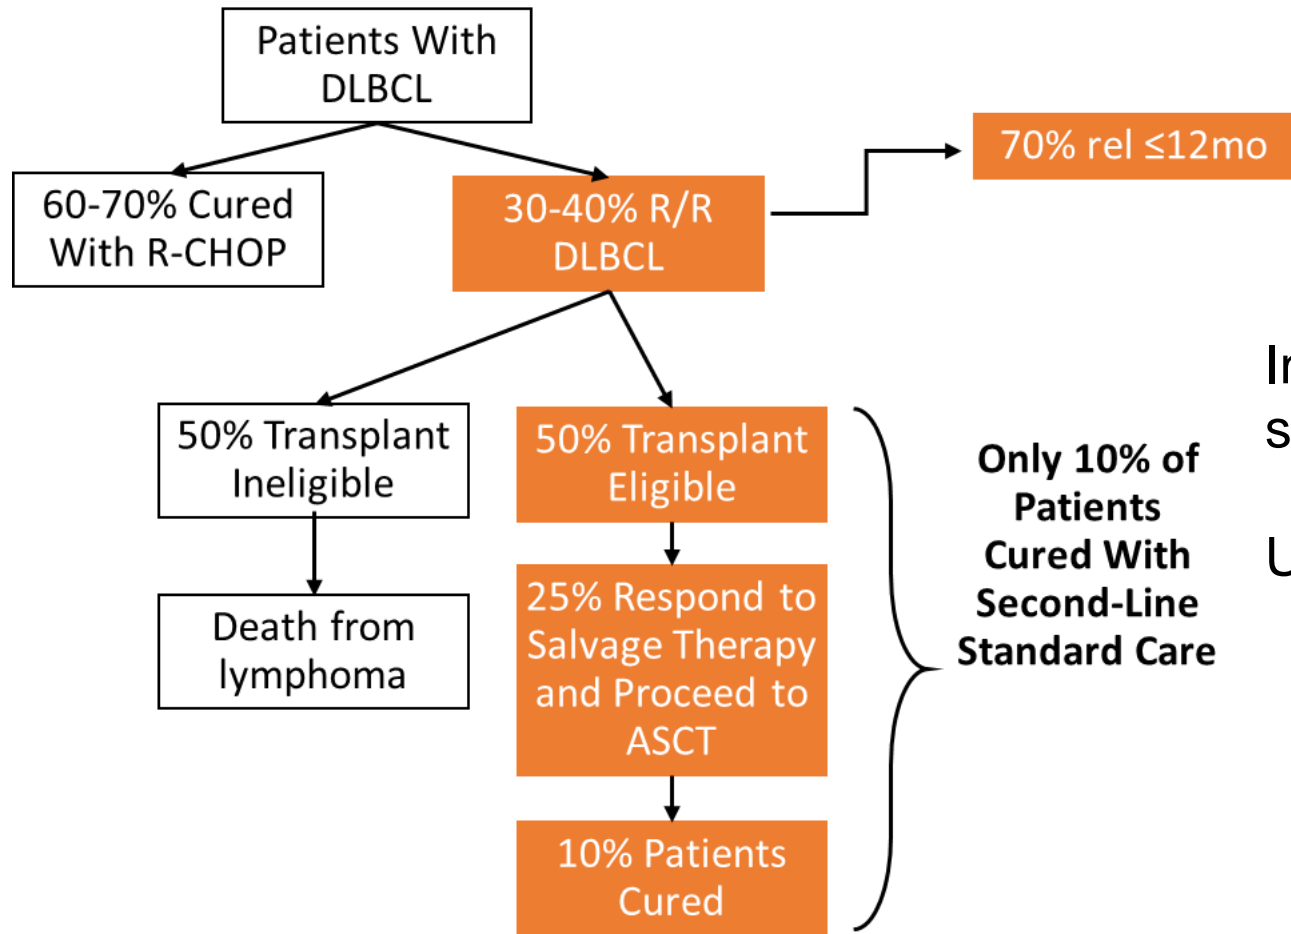 Patients With
DLBCL
60-70% Cured
With R-CHOP
30-40% R/R
DLBCL
70% rel ≤12mo
50% Transplant
Ineligible
50% Transplant
Eligible
Death from
lymphoma
25% Respond to
Salvage Therapy
and Proceed to
ASCT
10% Patients
Cured
Only 10% of
Patients
Cured With
Second-Line
Standard Care